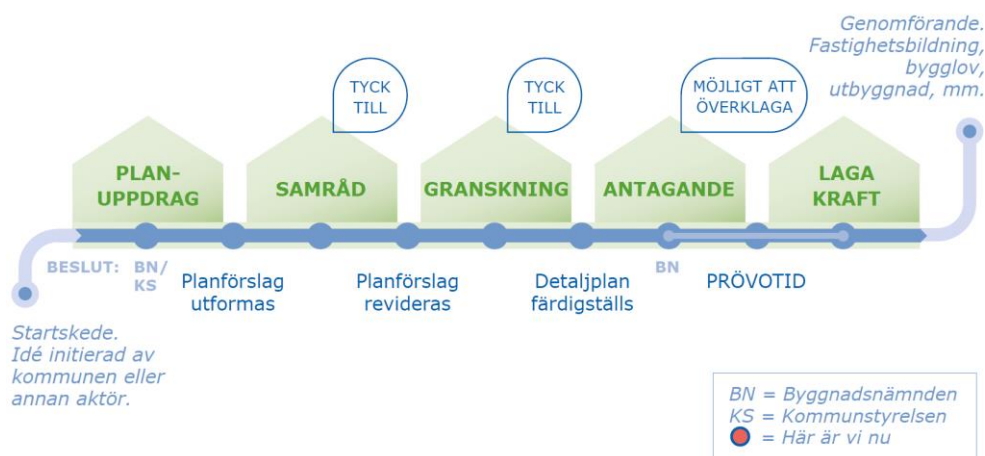 Genomförande.
Fastighetsbildning,
bygglov,
utbyggnad, mm.
TYCK
TILL
TYCK
TILL
MÖJLIGT ATT
ÖVERKLAGA
PLAN-
UPPDRAG
SAMRÅD
GRANSKNING
ANTAGANDE
LAGA
KRAFT
BESLUT:
BN/
KS
Planförslag
utformas
Planförslag
revideras
Detaljplan
färdigställs
BN
PRÖVOTID
Startskede.
Idé initierad av
kommunen eller
annan aktör.
BN = Byggnadsnämnden
KS = Kommunstyrelsen
= Här är vi nu